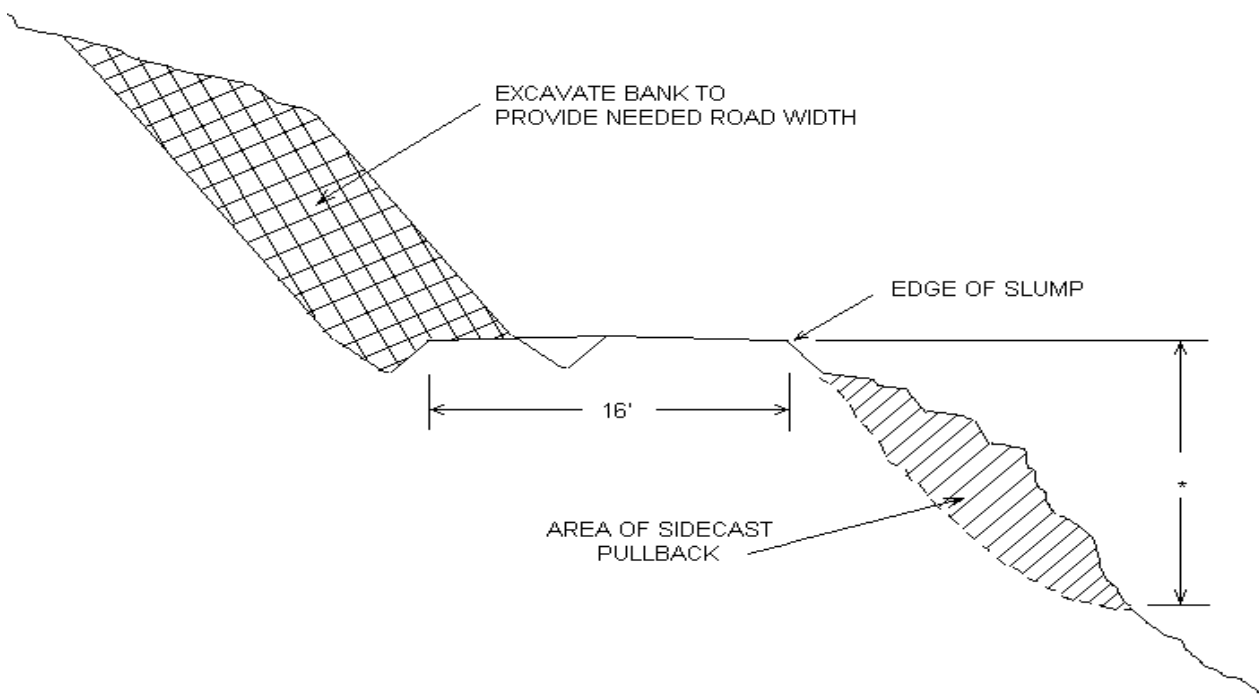 EXCAVATE BANK TO
PROVIDE NEEDED ROAD WIDTH
EDGE OF SLUMP
16'
*
AREA OF SIDECAST
PULLBACK